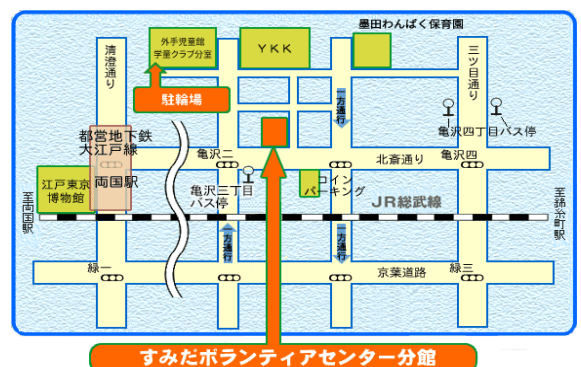 墨田わんぱく保育園
清澄通り
外手児童館
学童クラブ分室
YKK
三ツ目通り
駐輪場
一方通行
都営地下鉄
大江戸線
両国駅
亀沢四丁目バス停
亀沢二
北斎通り
亀沢四
江戸東京
博物館
亀沢三丁目
バス停
コイン
パーキング
JR総武線
至両国駅
至錦糸町駅
一方通行
一方通行
緑一
京葉道路
緑三
すみだボランティアセンター分館